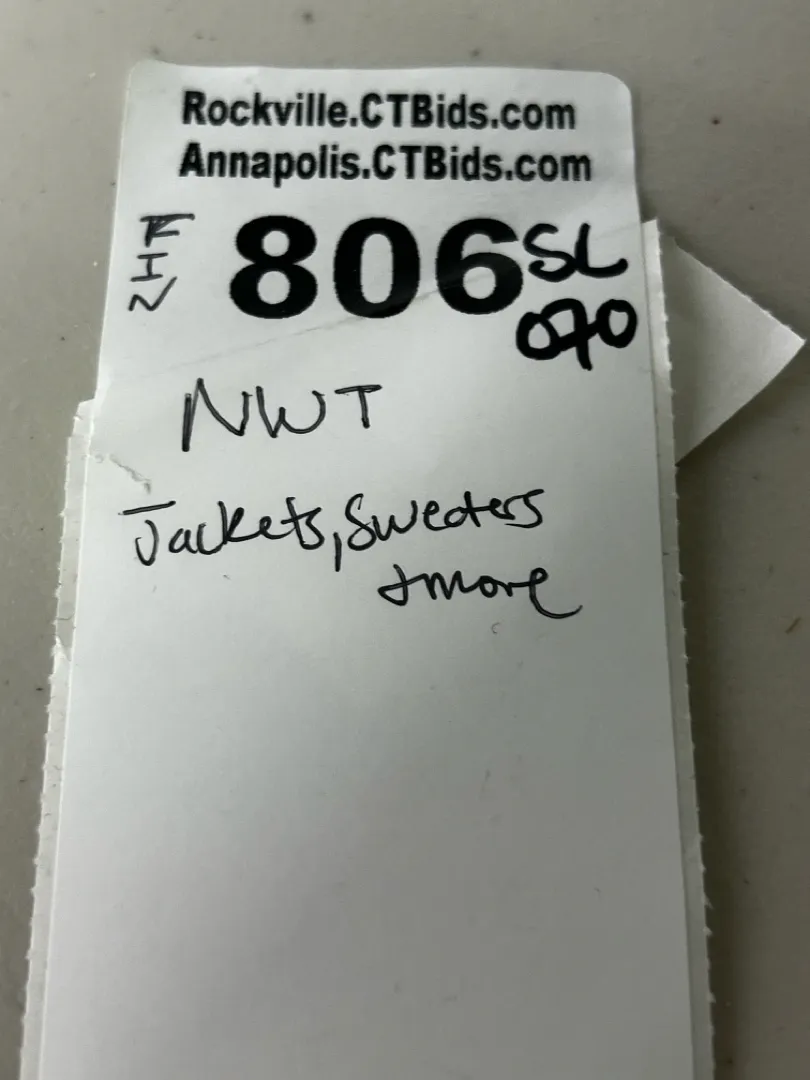 Rockville.CTBids.com
Annapolis.CTBids.com
806 SL
070
NWT
Jackets, Sweaters
+more